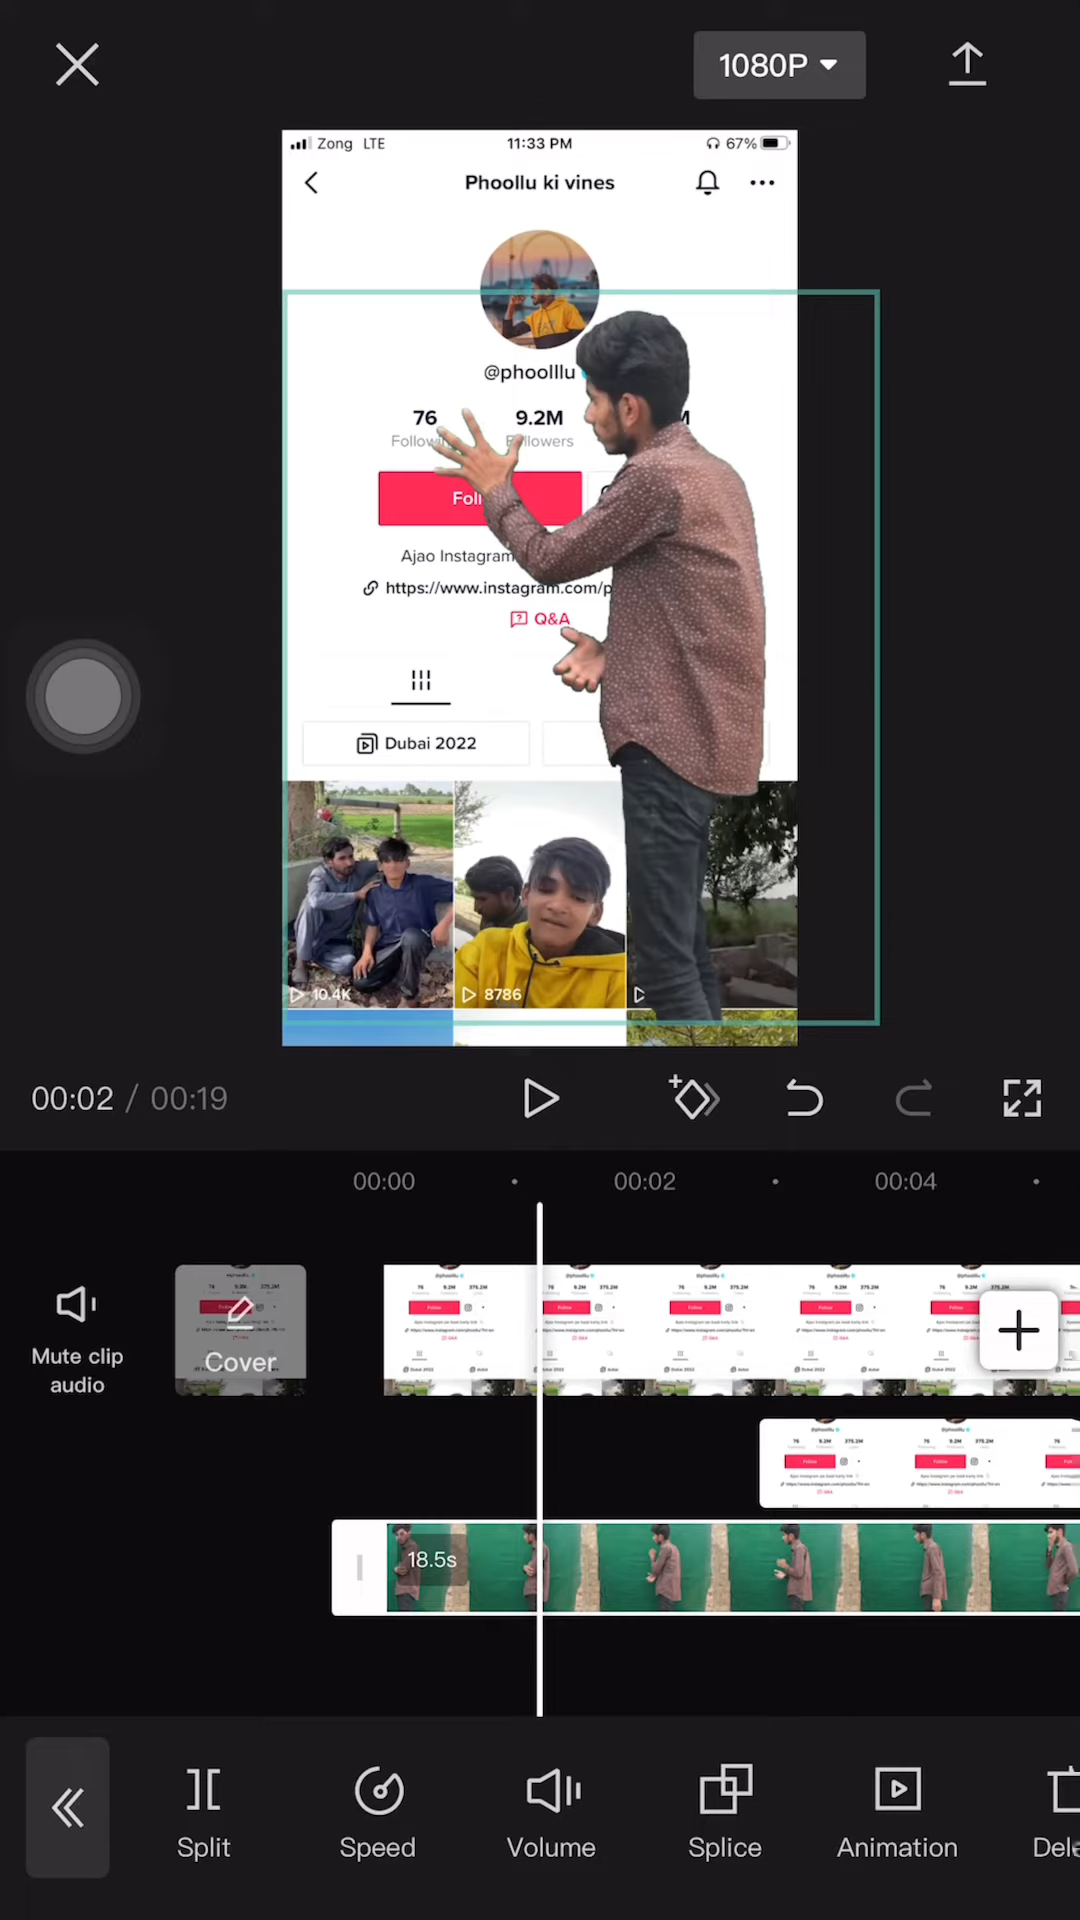 1080P
Zong LTE
11:33 PM
67%
Phoollu ki vines
@phoolllu
76
9.2M
M
Followin
Followers
Foll
Ajao Instagram
https://www.instagram.com/p
Q&A
Dubai 2022
10.4K
8786
00:02 / 00:19
00:00
00:02
00:04
Mute clip
audio
Cover
18.5s
Split
Speed
Volume
Splice
Animation
Dele